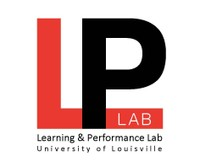 LP
LAB
Learning & Performance Lab
University of Louisville